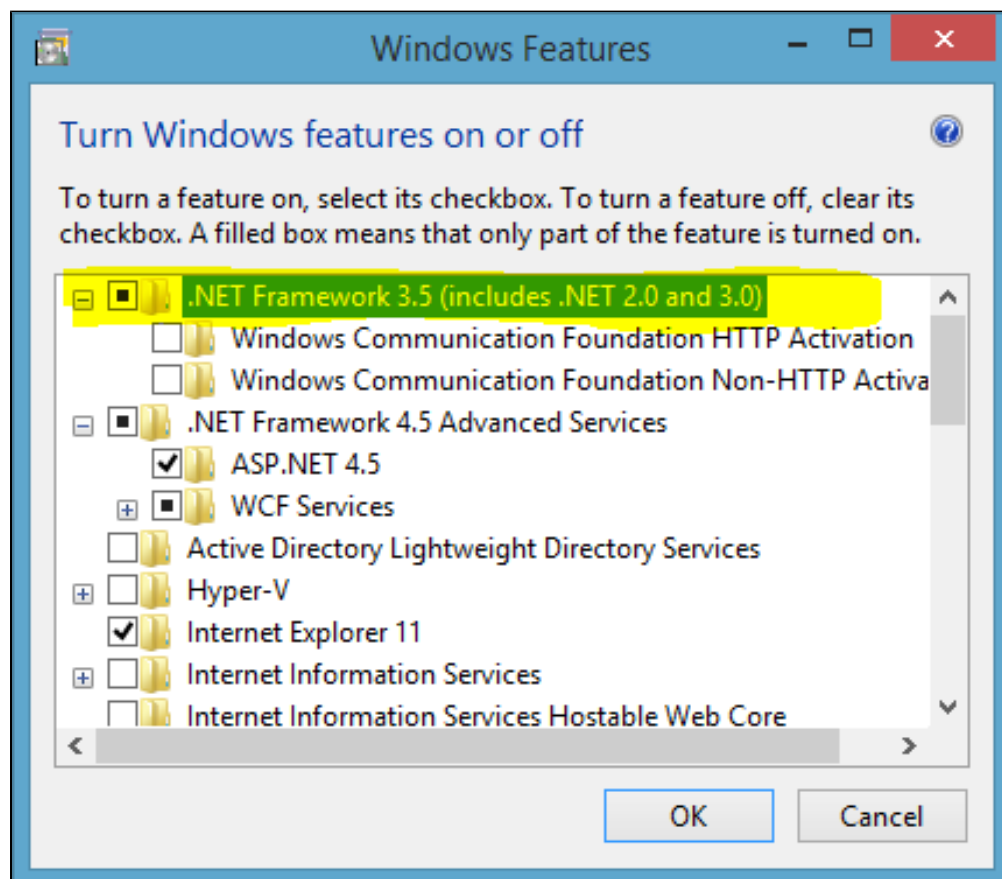 Windows Features
Turn Windows features on or off
To turn a feature on, select its checkbox. To turn a feature off, clear its
checkbox. A filled box means that only part of the feature is turned on.
.NET Framework 3.5 (includes .NET 2.0 and 3.0)
Windows Communication Foundation HTTP Activation
Windows Communication Foundation Non-HTTP Activa
.NET Framework 4.5 Advanced Services
ASP.NET 4.5
WCF Services
Active Directory Lightweight Directory Services
Hyper-V
Internet Explorer 11
Internet Information Services
Internet Information Services Hostable Web Core
OK Cancel